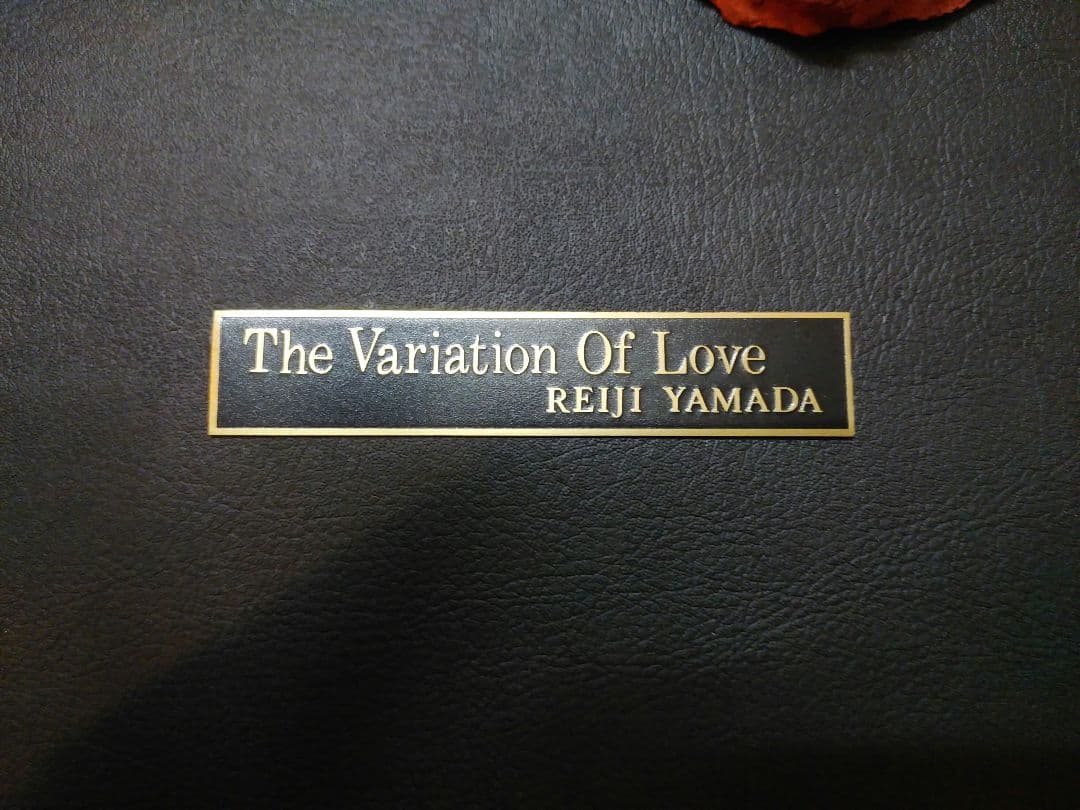 The Variation Of Love
REIJI YAMADA